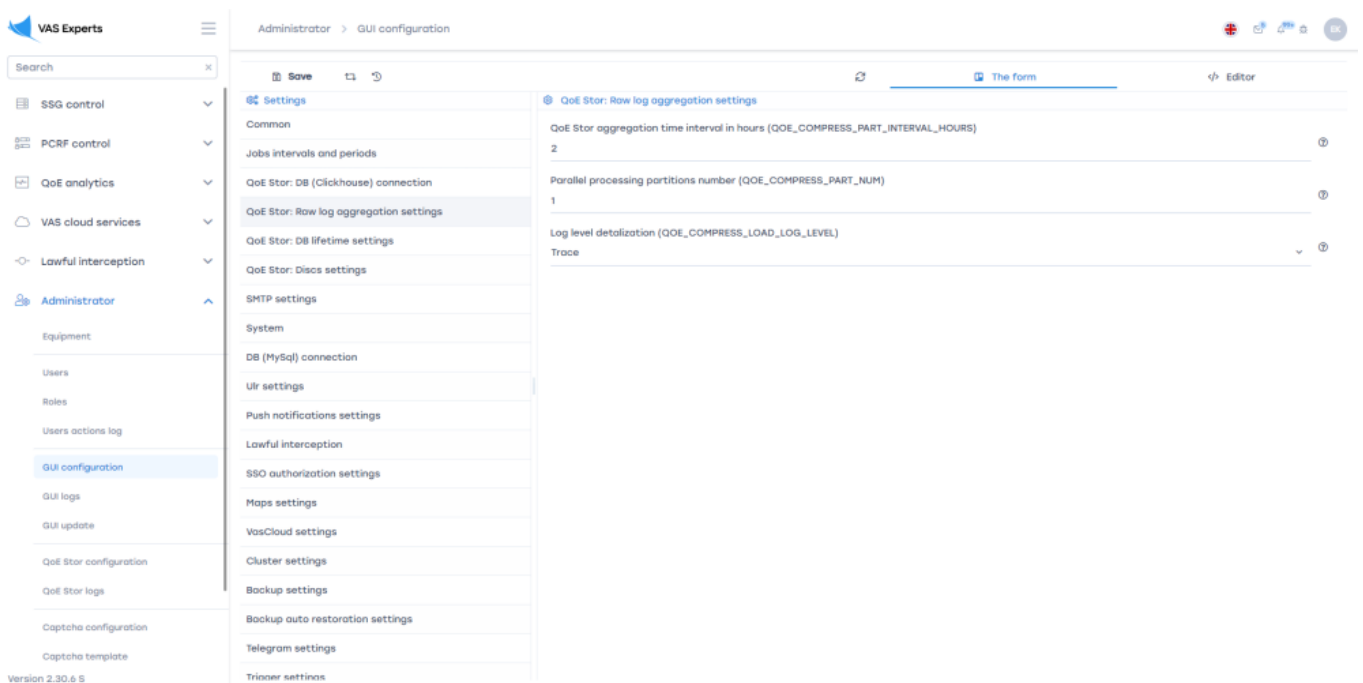 VAS Experts
Administrator > GUI configuration
99+
EK
Search
Save
The form
</> Editor
SSG control
PCRF control
QoE analytics
VAS cloud services
Lawful interception
Administrator
Equipment
Users
Roles
Users actions log
GUI configuration
GUI logs
GUI update
QoE Stor configuration
QoE Stor logs
Captcha configuration
Captcha template
Version 2.30.6 S
Settings
Common
Jobs intervals and periods
QoE Stor: DB (Clickhouse) connection
QoE Stor: Raw log aggregation settings
QoE Stor: DB lifetime settings
QoE Stor: Discs settings
SMTP settings
System
DB (MySql) connection
Ulr settings
Push notifications settings
Lawful interception
SSO authorization settings
Maps settings
VasCloud settings
Cluster settings
Backup settings
Backup auto restoration settings
Telegram settings
Trigger settings
QoE Stor: Raw log aggregation settings
QoE Stor aggregation time interval in hours (QOE_COMPRESS_PART_INTERVAL_HOURS)
2
Parallel processing partitions number (QOE_COMPRESS_PART_NUM)
1
Log level detalization (QOE_COMPRESS_LOAD_LOG_LEVEL)
Trace